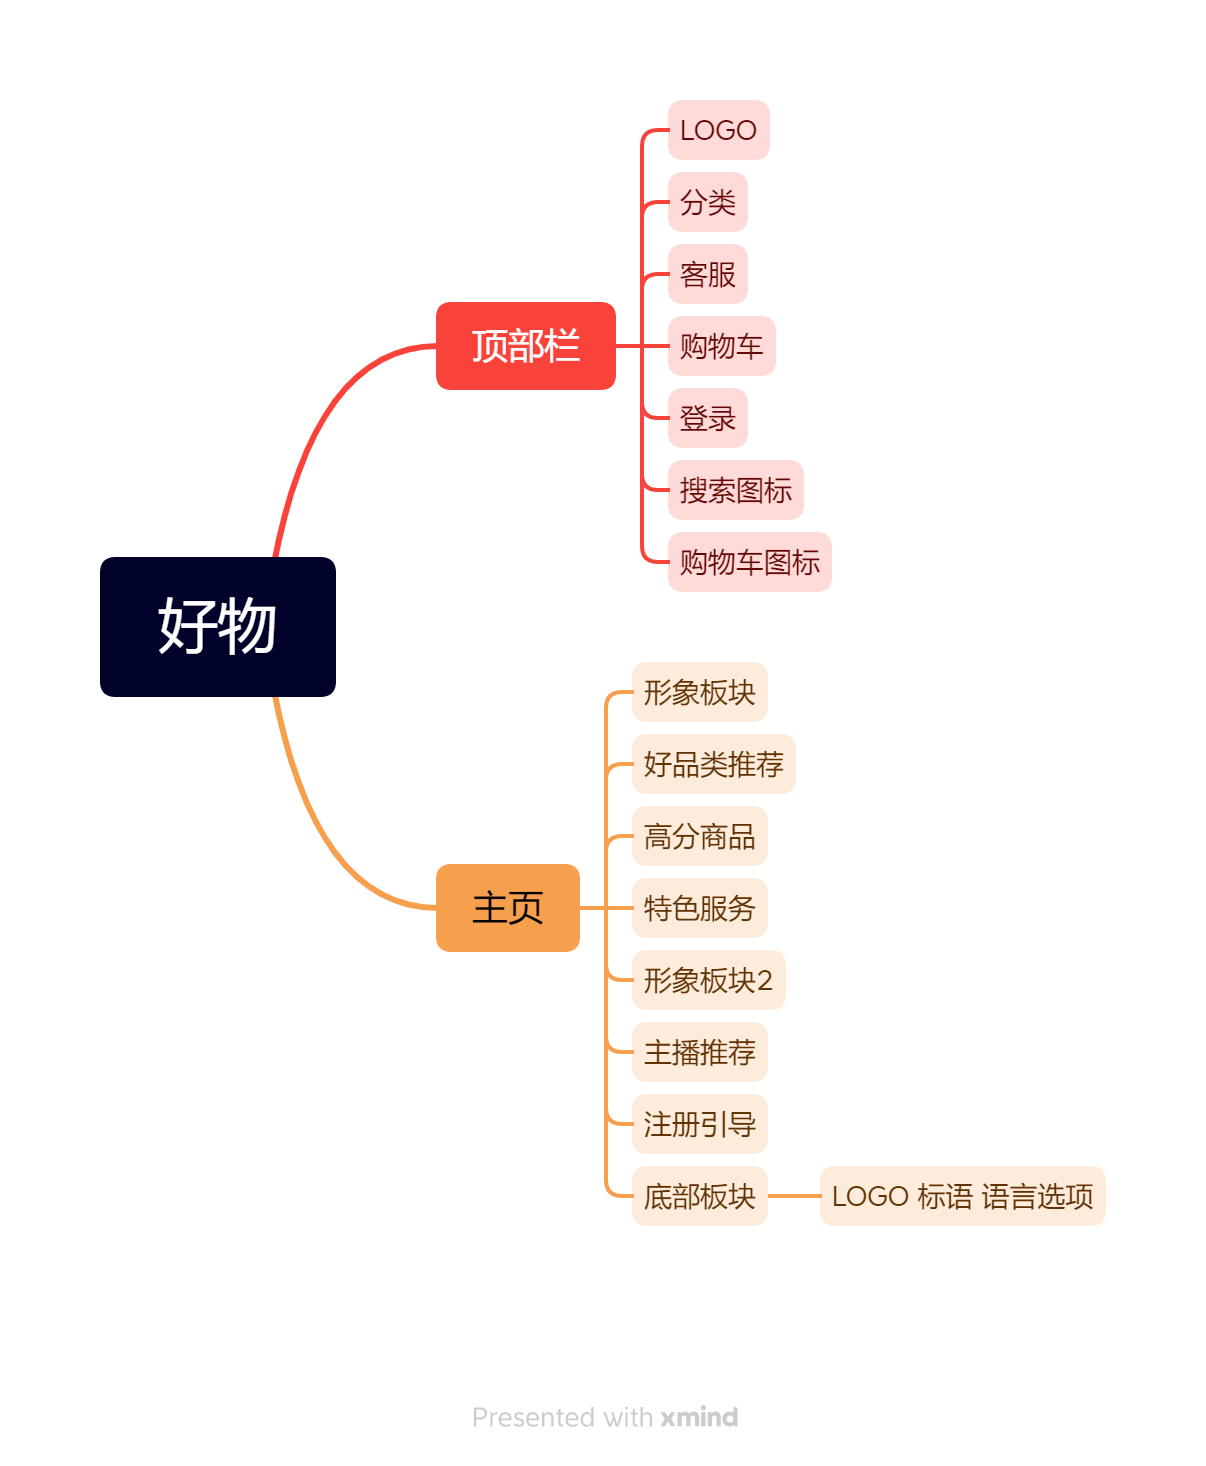 好物
顶部栏
LOGO
分类
客服
购物车
登录
搜索图标
购物车图标
主页
形象板块
好品类推荐
高分商品
特色服务
形象板块2
主播推荐
注册引导
底部板块
LOGO 标语 语言选项
Presented with xmind